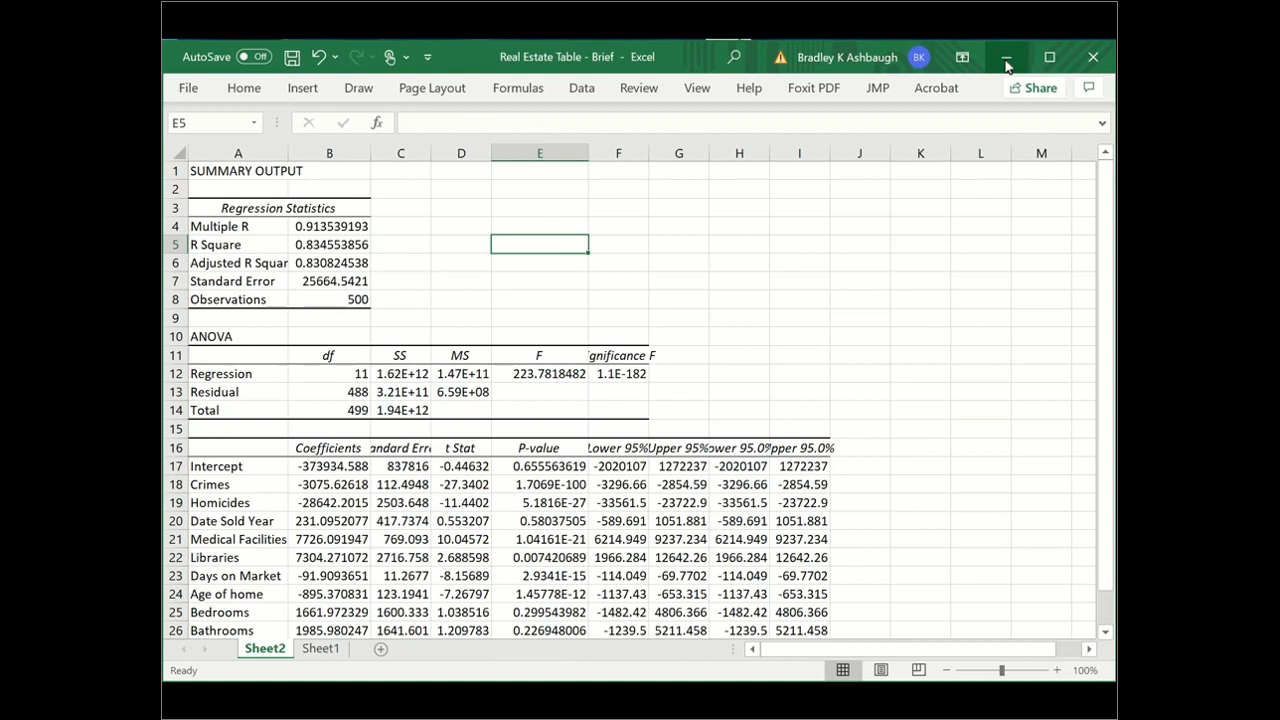 AutoSave Off Real Estate Table - Brief - Excel Bradley K Ashbaugh BK
File Home Insert Draw Page Layout Formulas Data Review View Help Foxit PDF JMP Acrobat Share
E5 fx
A B C D E F G H I J K L M
1 SUMMARY OUTPUT
2
3 Regression Statistics
4 Multiple R 0.913539193
5 R Square 0.834553856
6 Adjusted R Squar 0.830824538
7 Standard Error 25664.5421
8 Observations 500
9
10 ANOVA
11 df SS MS F gnificance F
12 Regression 11 1.62E+12 1.47E+11 223.7818482 1.1E-182
13 Residual 488 3.21E+11 6.59E+08
14 Total 499 1.94E+12
15
16 Coefficients andard Erro t Stat P-value Lower 95% Upper 95% ower 95.0% pper 95.0%
17 Intercept -373934.588 837816 -0.44632 0.655563619 -2020107 1272237 -2020107 1272237
18 Crimes -3075.62618 112.4948 -27.3402 1.7069E-100 -3296.66 -2854.59 -3296.66 -2854.59
19 Homicides -28642.2015 2503.648 -11.4402 5.1816E-27 -33561.5 -23722.9 -33561.5 -23722.9
20 Date Sold Year 231.0952077 417.7374 0.553207 0.58037505 -589.691 1051.881 -589.691 1051.881
21 Medical Facilities 7726.091947 769.093 10.04572 1.04161E-21 6214.949 9237.234 6214.949 9237.234
22 Libraries 7304.271072 2716.758 2.688598 0.007420689 1966.284 12642.26 1966.284 12642.26
23 Days on Market -91.9093651 11.2677 -8.15689 2.9341E-15 -114.049 -69.7702 -114.049 -69.7702
24 Age of home -895.370831 123.1941 -7.26797 1.45778E-12 -1137.43 -653.315 -1137.43 -653.315
25 Bedrooms 1661.972329 1600.333 1.038516 0.299543982 -1482.42 4806.366 -1482.42 4806.366
26 Bathrooms 1985.980247 1641.601 1.209783 0.226948006 -1239.5 5211.458 -1239.5 5211.458
Sheet2 Sheet1
Ready 100%